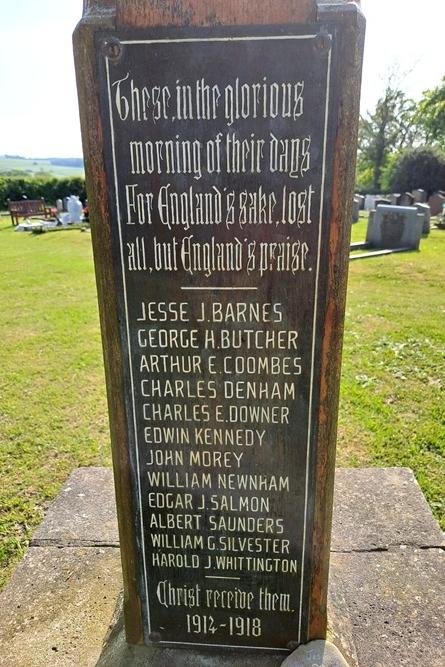 These, in the glorious
morning of their days
For England's sake, lost
all, but England's praise.
JESSE J. BARNES
GEORGE H. BUTCHER
ARTHUR E. COOMBES
CHARLES DENHAM
CHARLES E. DOWNER
EDWIN KENNEDY
JOHN MOREY
WILLIAM NEWNHAM
EDGAR J. SALMON
ALBERT SAUNDERS
WILLIAM G. SILVESTER
HAROLD J. WHITTINGTON
Christ receive them.
1914-1918